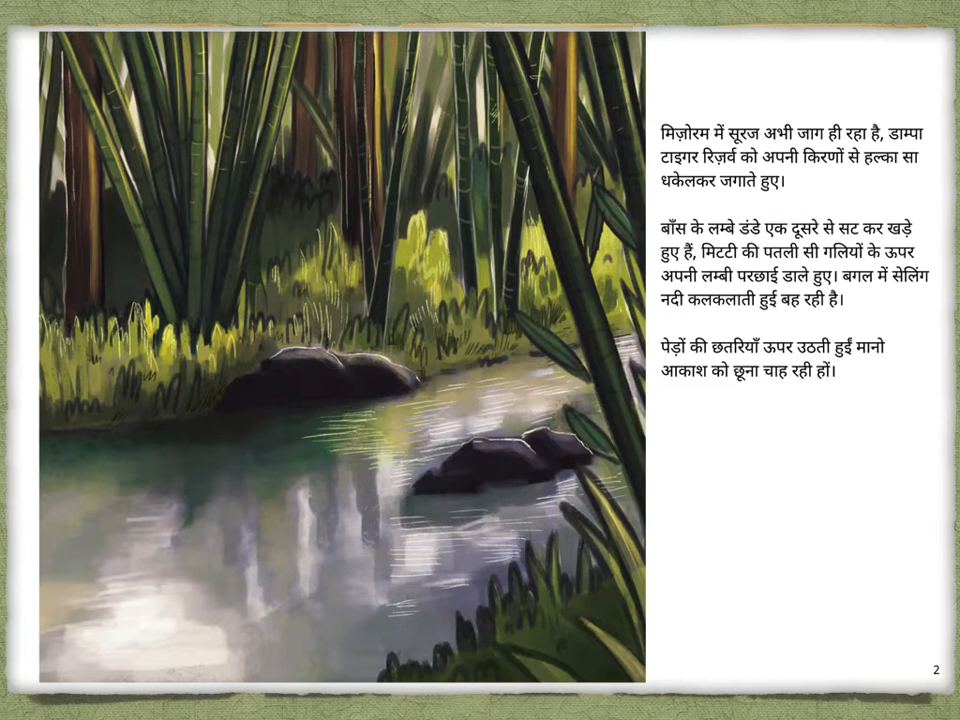 मिज़ोरम में सूरज अभी जाग ही रहा है, डाम्पा
टाइगर रिज़र्व को अपनी किरणों से हल्का सा
धकेलकर जगाते हुए।
बाँस के लम्बे डंडे एक दूसरे से सट कर खड़े
हुए हैं, मिटटी की पतली सी गलियों के ऊपर
अपनी लम्बी परछाई डाले हुए। बगल में सेलिंग
नदी कलकलाती हुई बह रही है।
पेड़ों की छतरियाँ ऊपर उठती हुईं मानो
आकाश को छूना चाह रही हों।
2